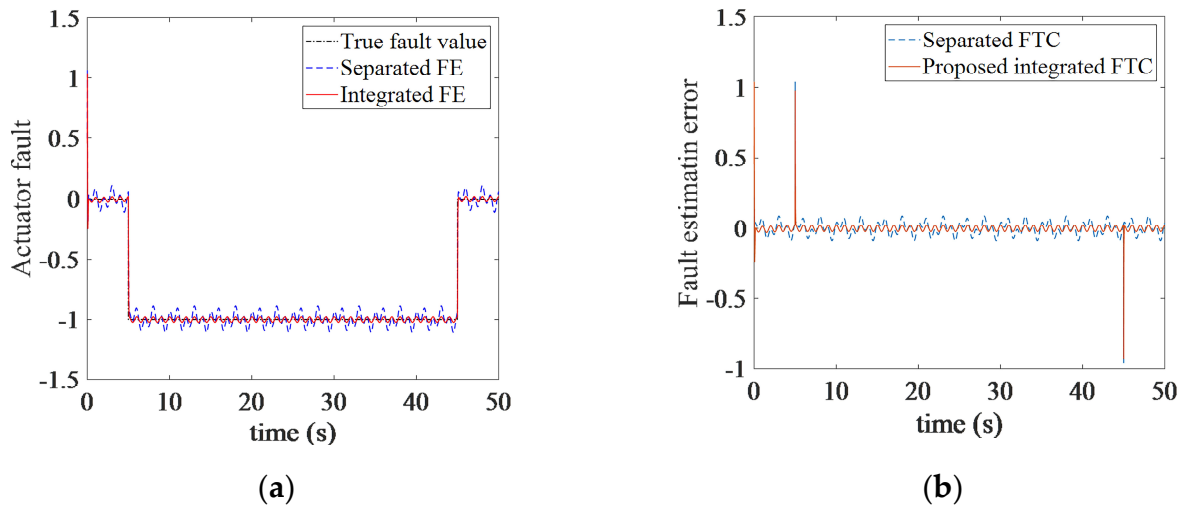 1.5
1
0.5
0
-0.5
-1
-1.5
Actuator fault
True fault value
Separated FE
Integrated FE
0 10 20 30 40 50
time (s)
(a)
1.5
1
0.5
0
-0.5
-1
Fault estimatin error
Separated FTC
Proposed integrated FTC
0 10 20 30 40 50
time (s)
(b)